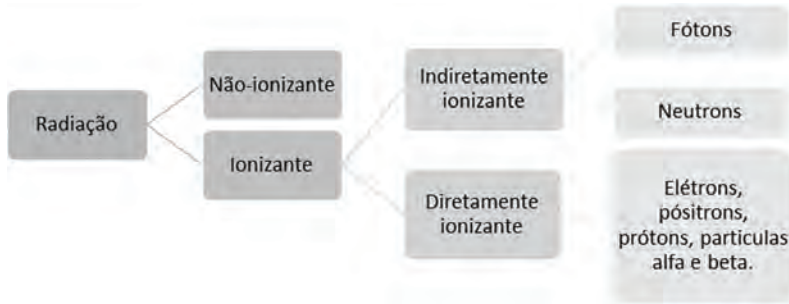 Radiação
Não-ionizante
Ionizante
Indiretamente
ionizante
Diretamente
ionizante
Fótons
Neutrons
Elétrons,
pósitrons,
prótons, particulas
alfa e beta.